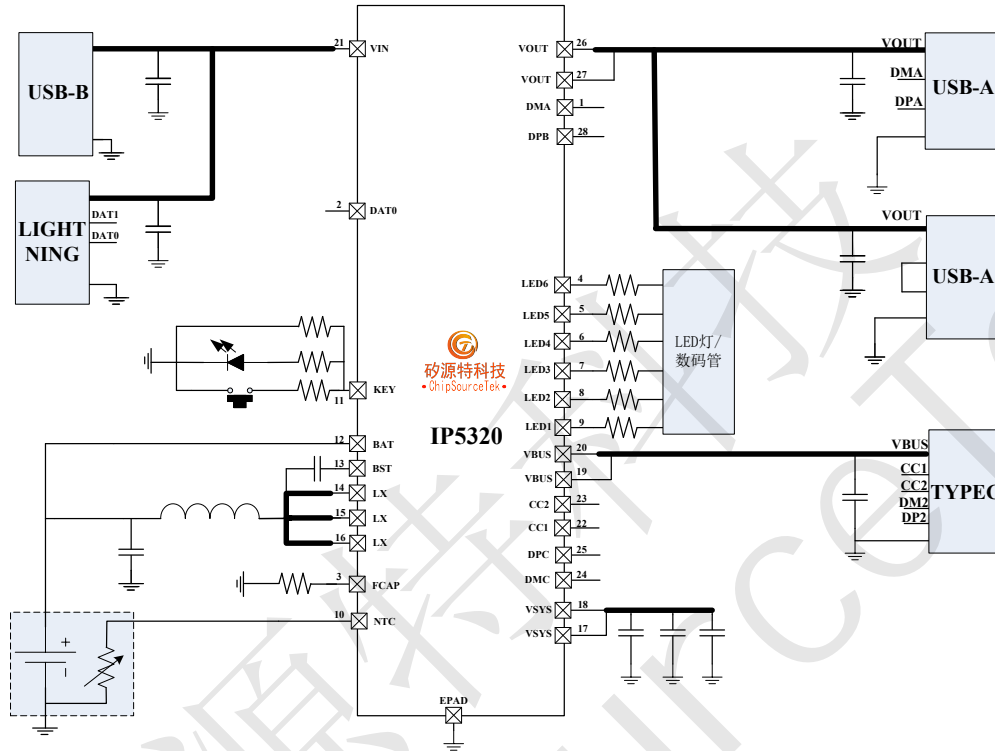 USB-B
LIGHT
NING
DAT1
DAT0
21
VIN
2
DAT0
KEY
11
12
BAT
13
BST
14
LX
15
LX
16
LX
3
FCAP
10
NTC
+
-
EPAD
矽源特科技
ChipSourceTek
IP5320
VOUT
26
VOUT
27
DMA
1
DPB
28
LED6
4
LED5
5
LED4
6
LED3
7
LED2
8
LED1
9
VBUS
20
VBUS
19
CC2
23
CC1
22
DPC
25
DMC
24
VSYS
18
VSYS
17
LED灯/
数码管
VOUT
DMA
DPA
USB-A
VOUT
USB-A
VBUS
CC1
CC2
DM2
DP2
TYPEC